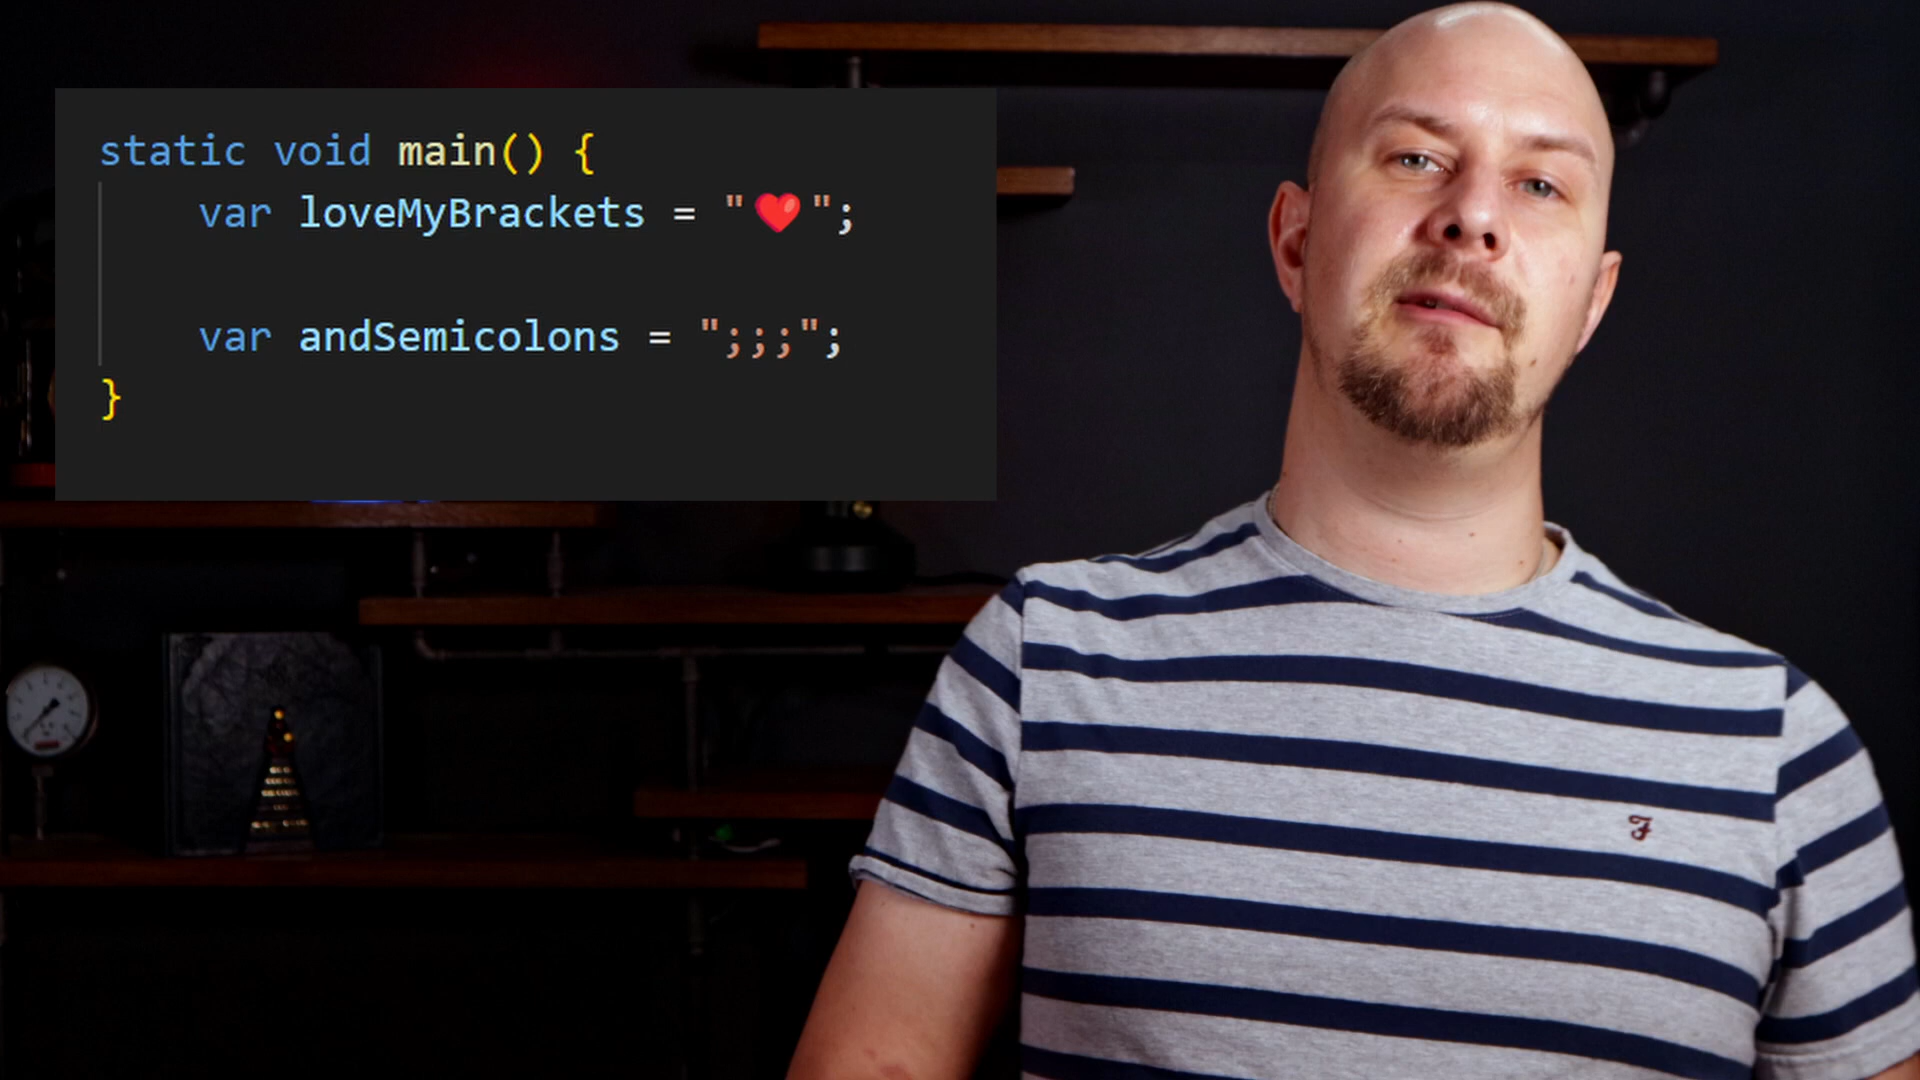 static void main() {
var loveMyBrackets = "❤️";
var andSemicolons = ";;;";
}